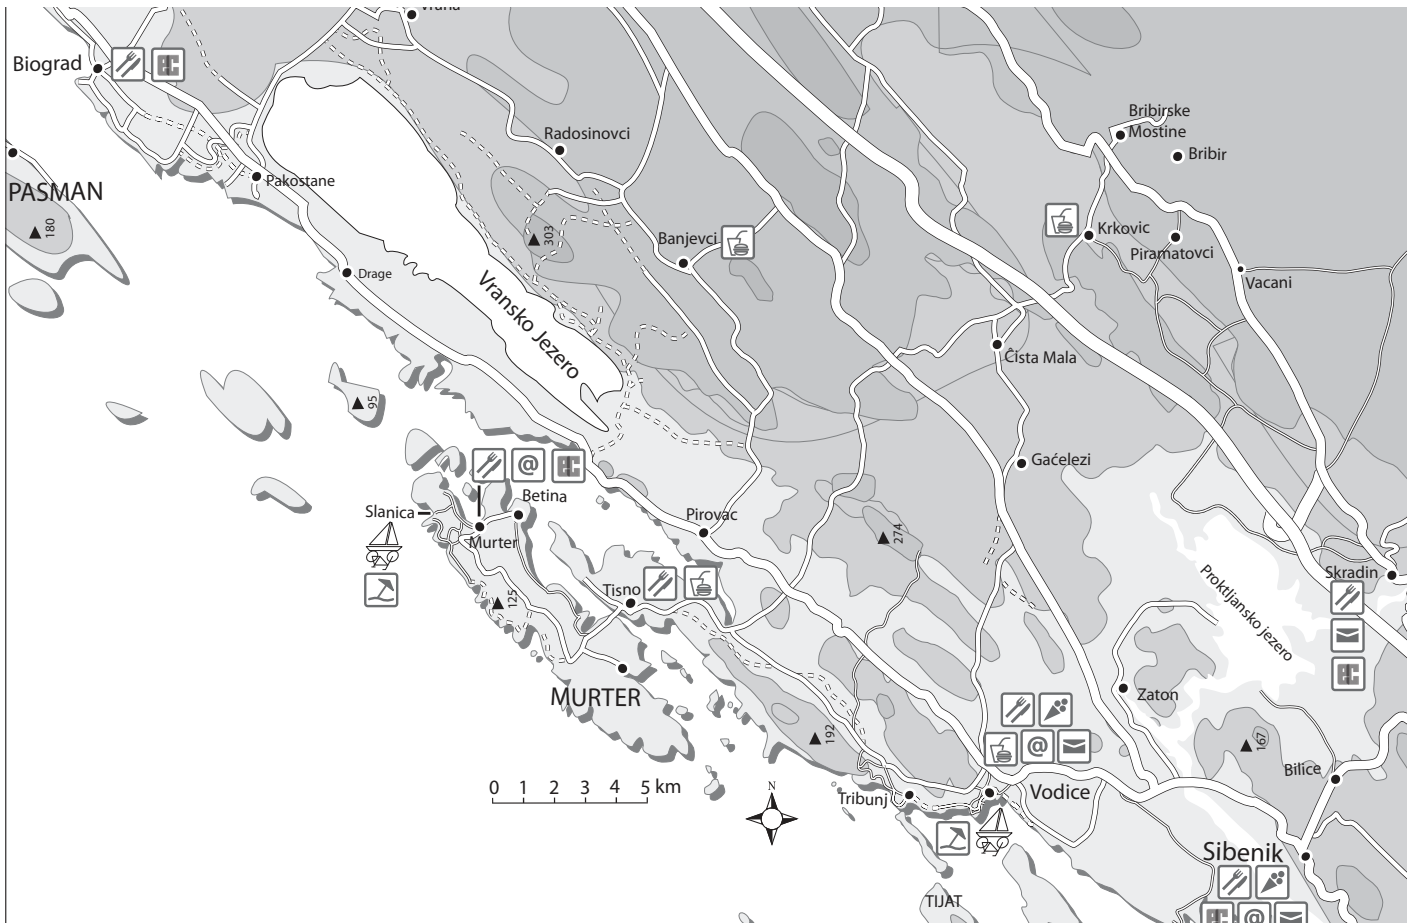 Vrana
Biograd
Bribirske
Mostine
Radosinovci
Bribir
Pakostane
PASMAN
180
Krkovic
303
Banjevci
Piramatovci
Drage
Vacani
Vransko Jezero
Čista Mala
95
Gaćelezi
@
Betina
Slanica
Pirovac
Murter
274
Skradin
Tisno
125
Proktljansko jezero
MURTER
Zaton
192
167
@
Bilice
0 1 2 3 4 5 km
Tribunj
Vodice
N
Sibenik
TIJAT
@